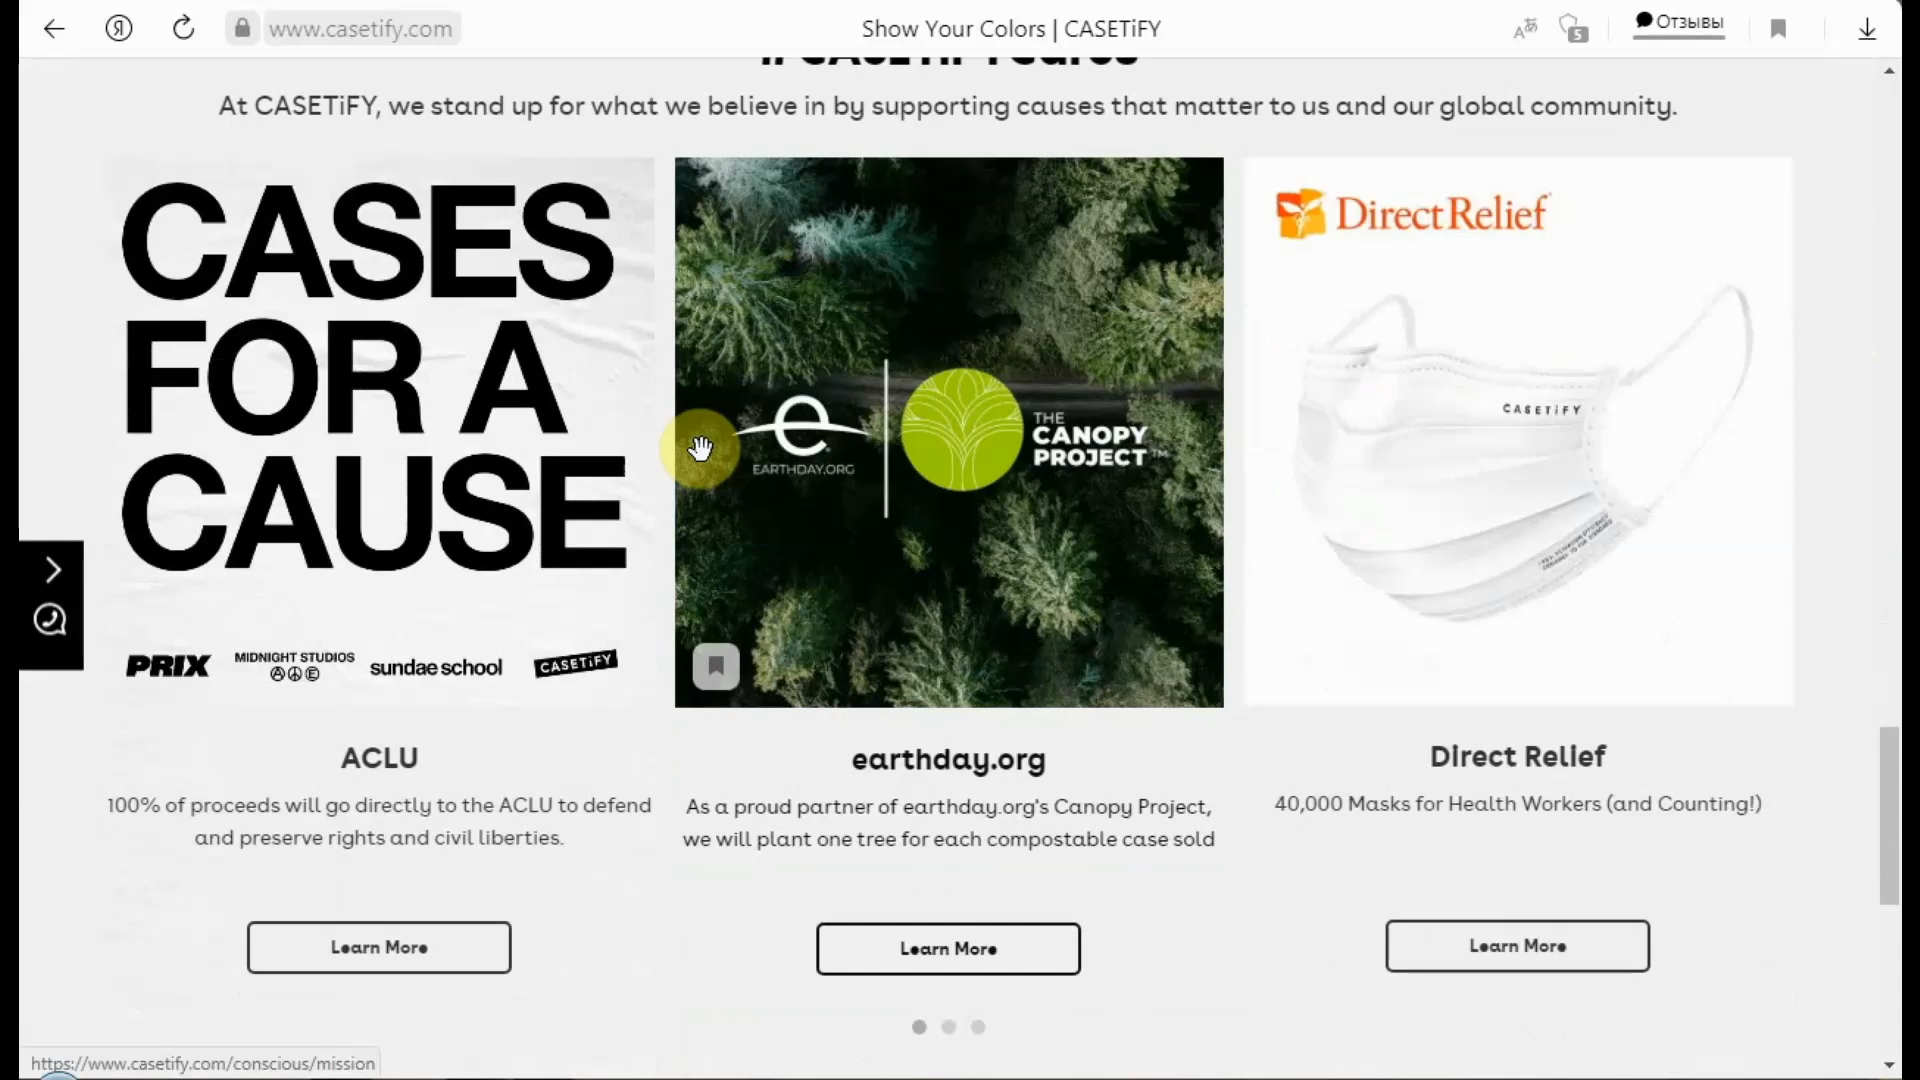 www.casetify.com
Show Your Colors | CASETiFY
5
Отзывы
At CASETiFY, we stand up for what we believe in by supporting causes that matter to us and our global community.
CASES
FOR A
CAUSE
PRIX
MIDNIGHT STUDIOS
sundae school
CASETiFY
e
EARTHDAY.ORG
THE
CANOPY
PROJECT™
DirectRelief
CASETiFY
ACLU
100% of proceeds will go directly to the ACLU to defend
and preserve rights and civil liberties.
Learn More
earthday.org
As a proud partner of earthday.org's Canopy Project,
we will plant one tree for each compostable case sold
Learn More
Direct Relief
40,000 Masks for Health Workers (and Counting!)
Learn More
https://www.casetify.com/conscious/mission